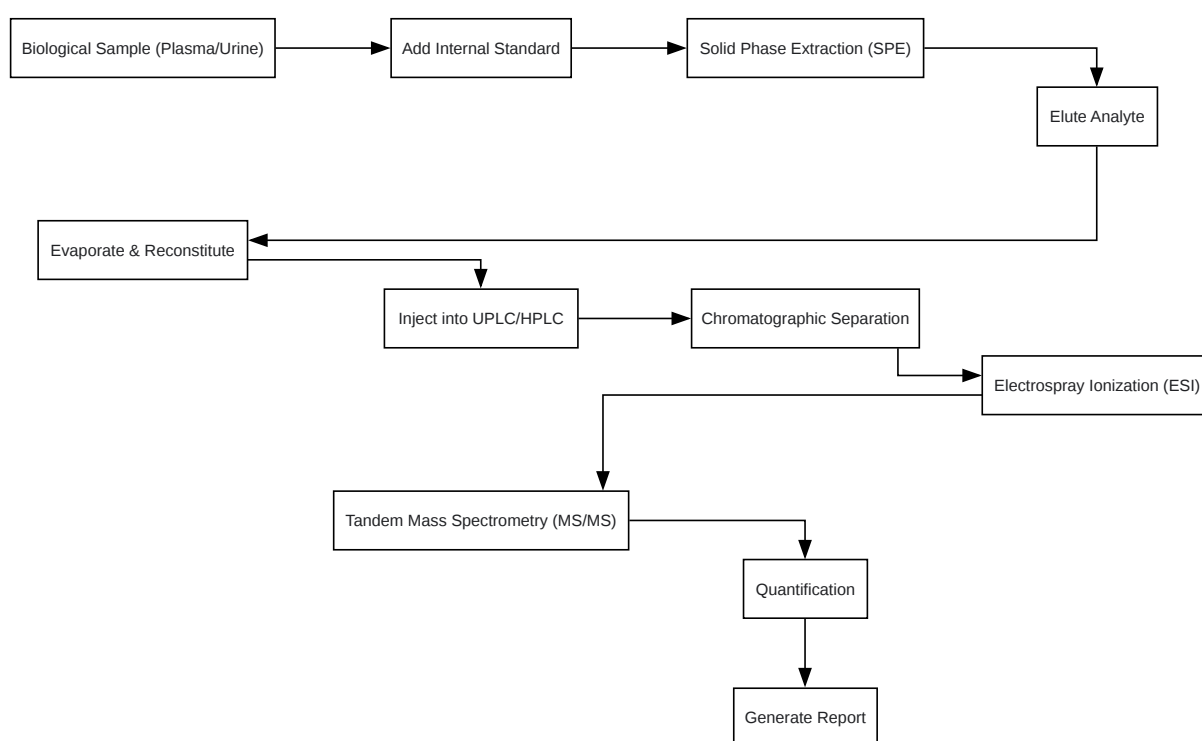 Biological Sample (Plasma/Urine)
Add Internal Standard
Solid Phase Extraction (SPE)
Elute Analyte
Evaporate & Reconstitute
Inject into UPLC/HPLC
Chromatographic Separation
Electrospray Ionization (ESI)
Tandem Mass Spectrometry (MS/MS)
Quantification
Generate Report